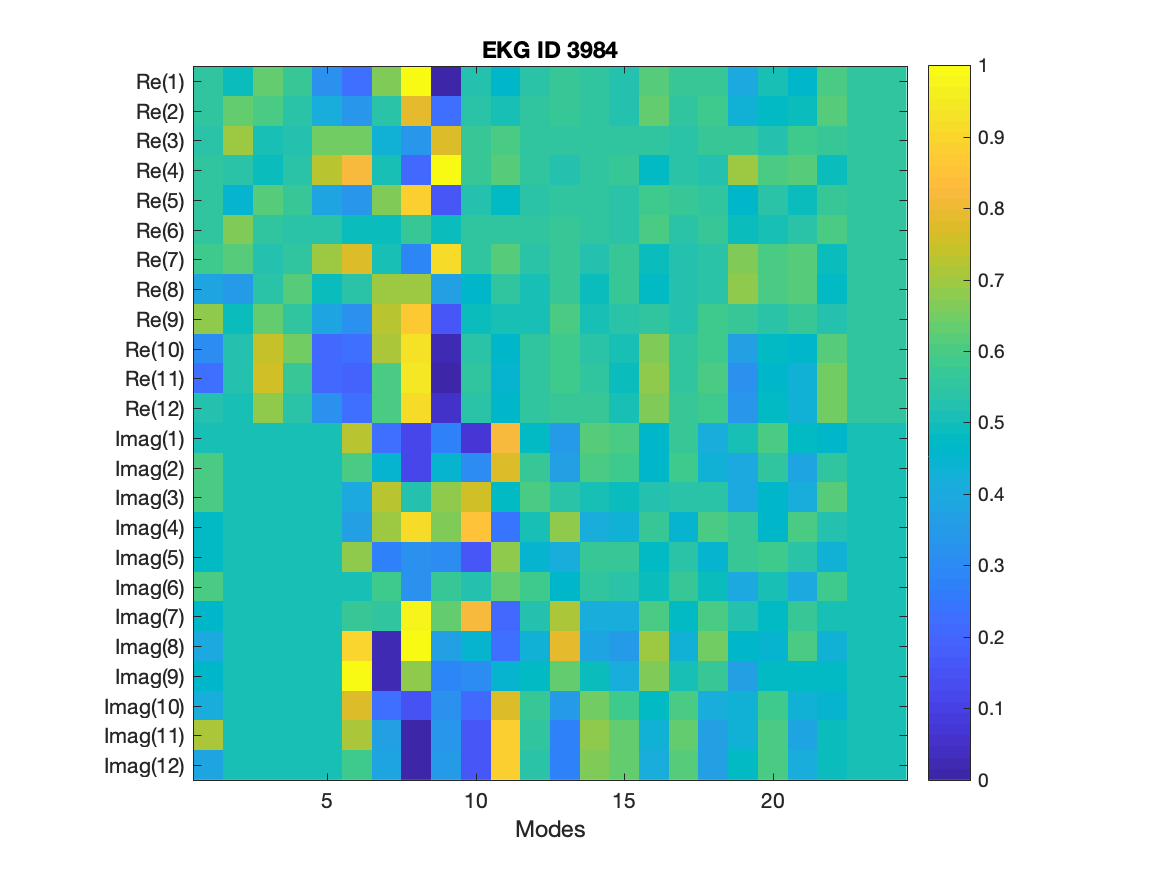 EKG ID 3984
Re(1)
Re(2)
Re(3)
Re(4)
Re(5)
Re(6)
Re(7)
Re(8)
Re(9)
Re(10)
Re(11)
Re(12)
Imag(1)
Imag(2)
Imag(3)
Imag(4)
Imag(5)
Imag(6)
Imag(7)
Imag(8)
Imag(9)
Imag(10)
Imag(11)
Imag(12)
5 10 15 20
Modes
1
0.9
0.8
0.7
0.6
0.5
0.4
0.3
0.2
0.1
0